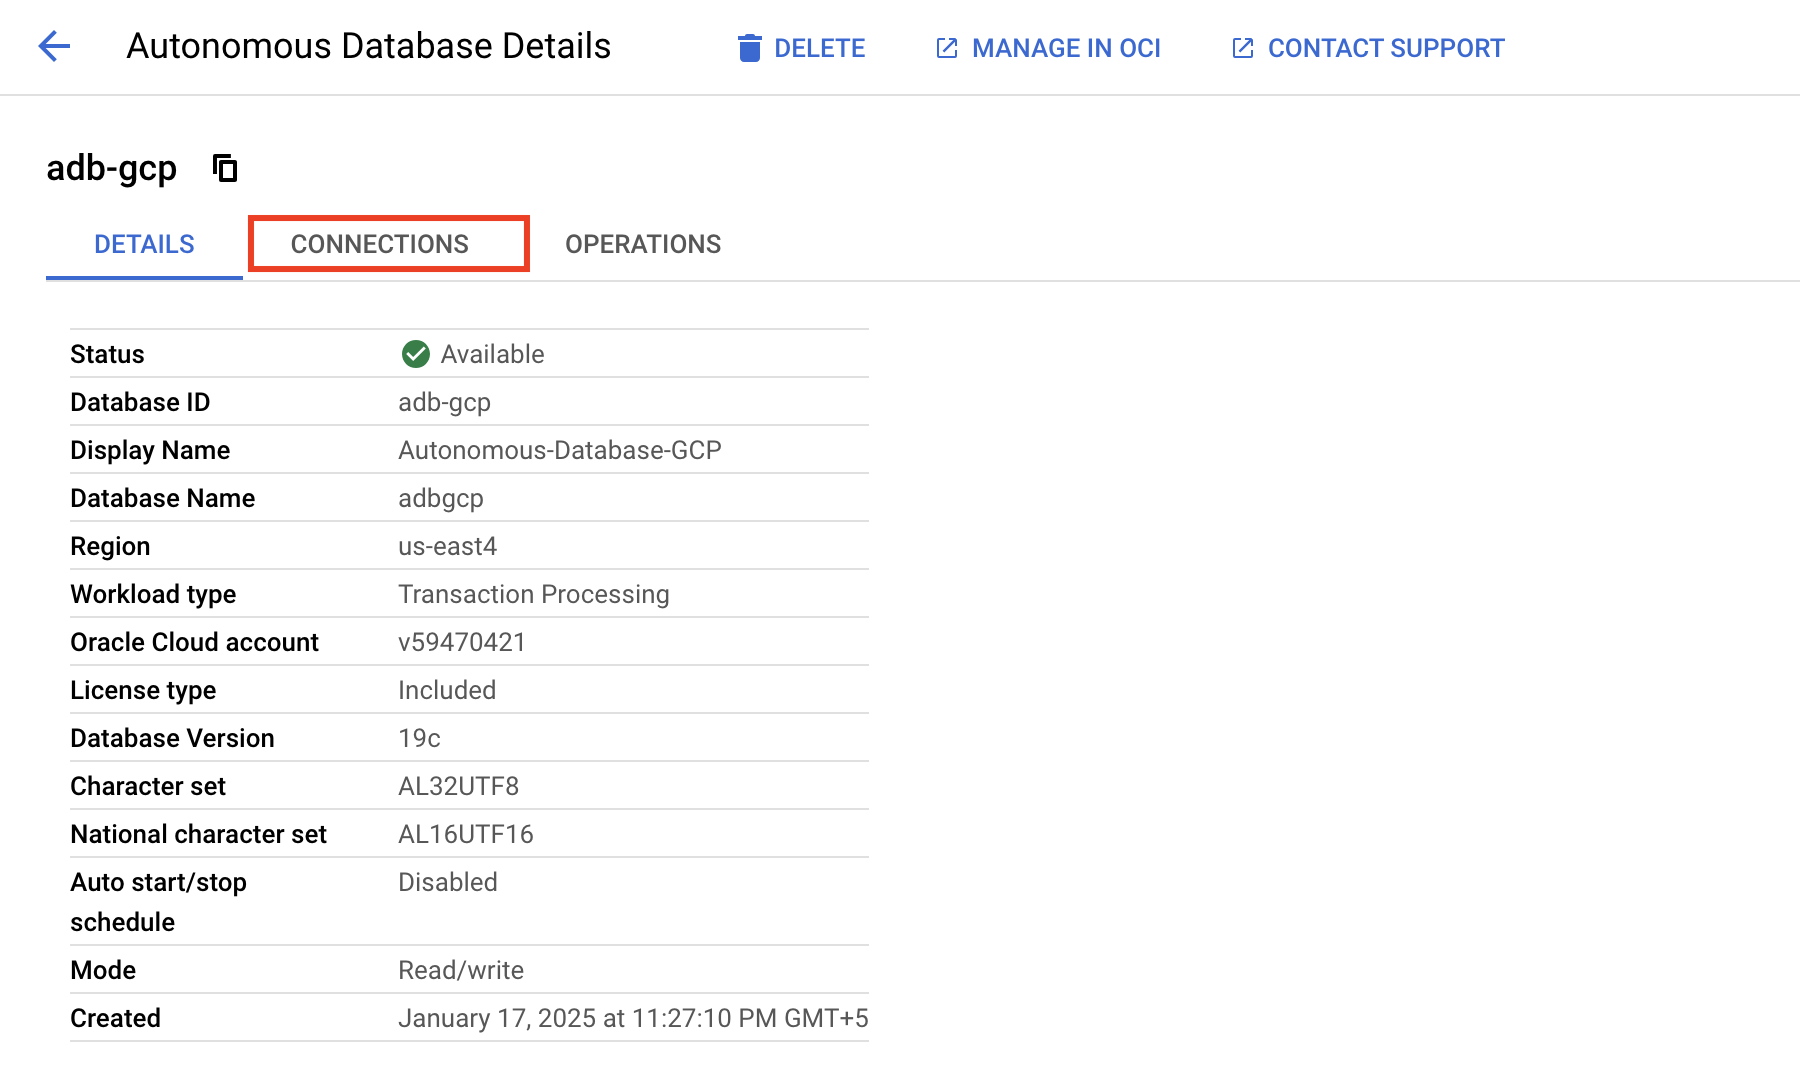 Autonomous Database Details
DELETE
MANAGE IN OCI
CONTACT SUPPORT
adb-gcp
DETAILS
CONNECTIONS
OPERATIONS
Status Available
Database ID adb-gcp
Display Name Autonomous-Database-GCP
Database Name adbgcp
Region us-east4
Workload type Transaction Processing
Oracle Cloud account v59470421
License type Included
Database Version 19c
Character set AL32UTF8
National character set AL16UTF16
Auto start/stop Disabled
schedule
Mode Read/write
Created January 17, 2025 at 11:27:10 PM GMT+5